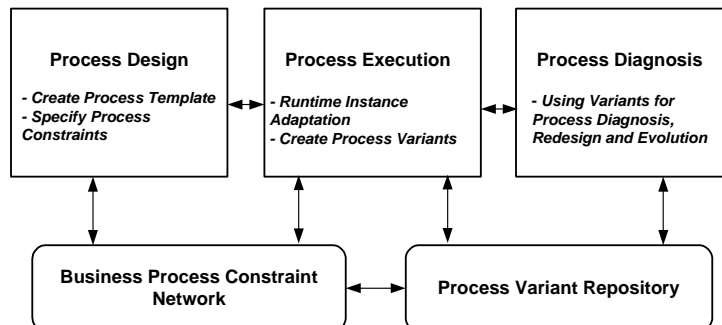 Process Design
- Create Process Template
- Specify Process
Constraints
Process Execution
- Runtime Instance
Adaptation
- Create Process Variants
Process Diagnosis
- Using Variants for
Process Diagnosis,
Redesign and Evolution
Business Process Constraint
Network
Process Variant Repository